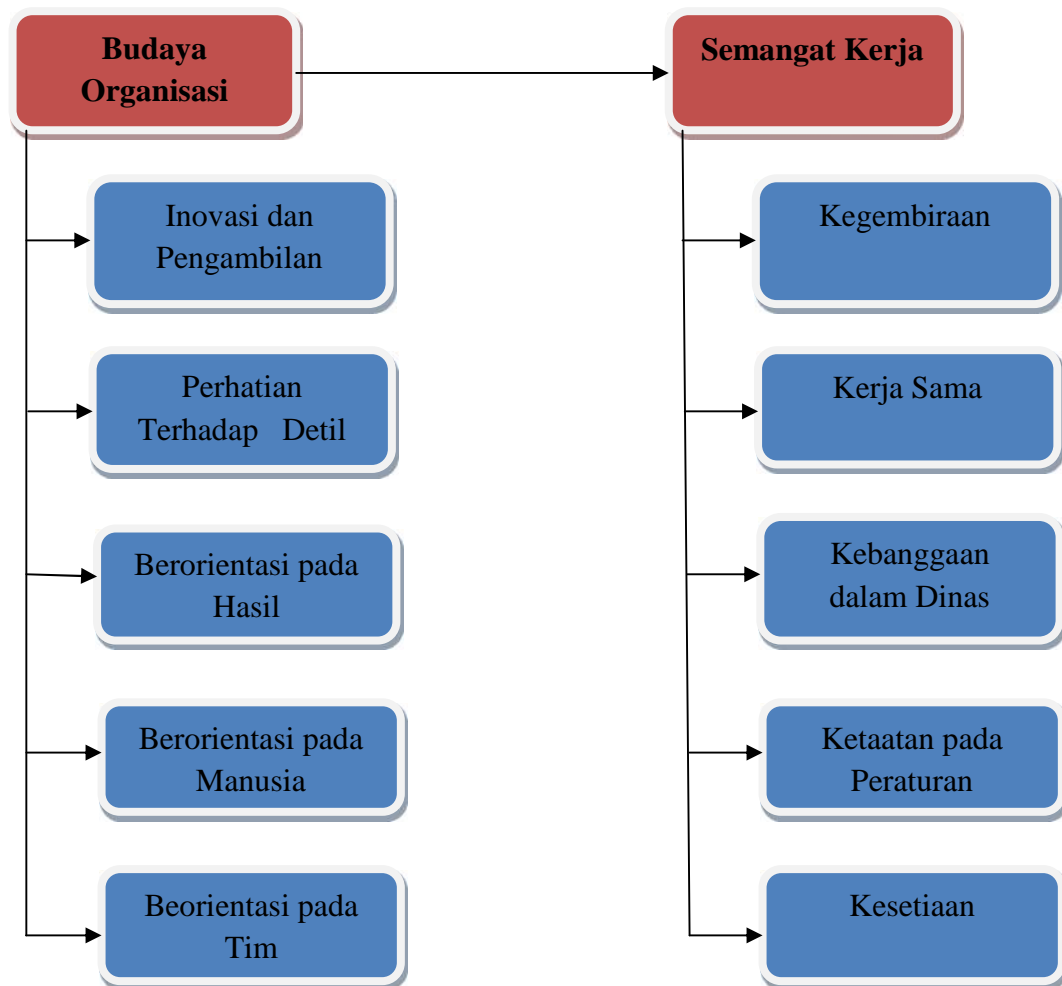 Budaya
Organisasi
Semangat Kerja
Inovasi dan
Pengambilan
Perhatian
Terhadap Detil
Berorientasi pada
Hasil
Berorientasi pada
Manusia
Beorientasi pada
Tim
Kegembiraan
Kerja Sama
Kebanggaan
dalam Dinas
Ketaatan pada
Peraturan
Kesetiaan